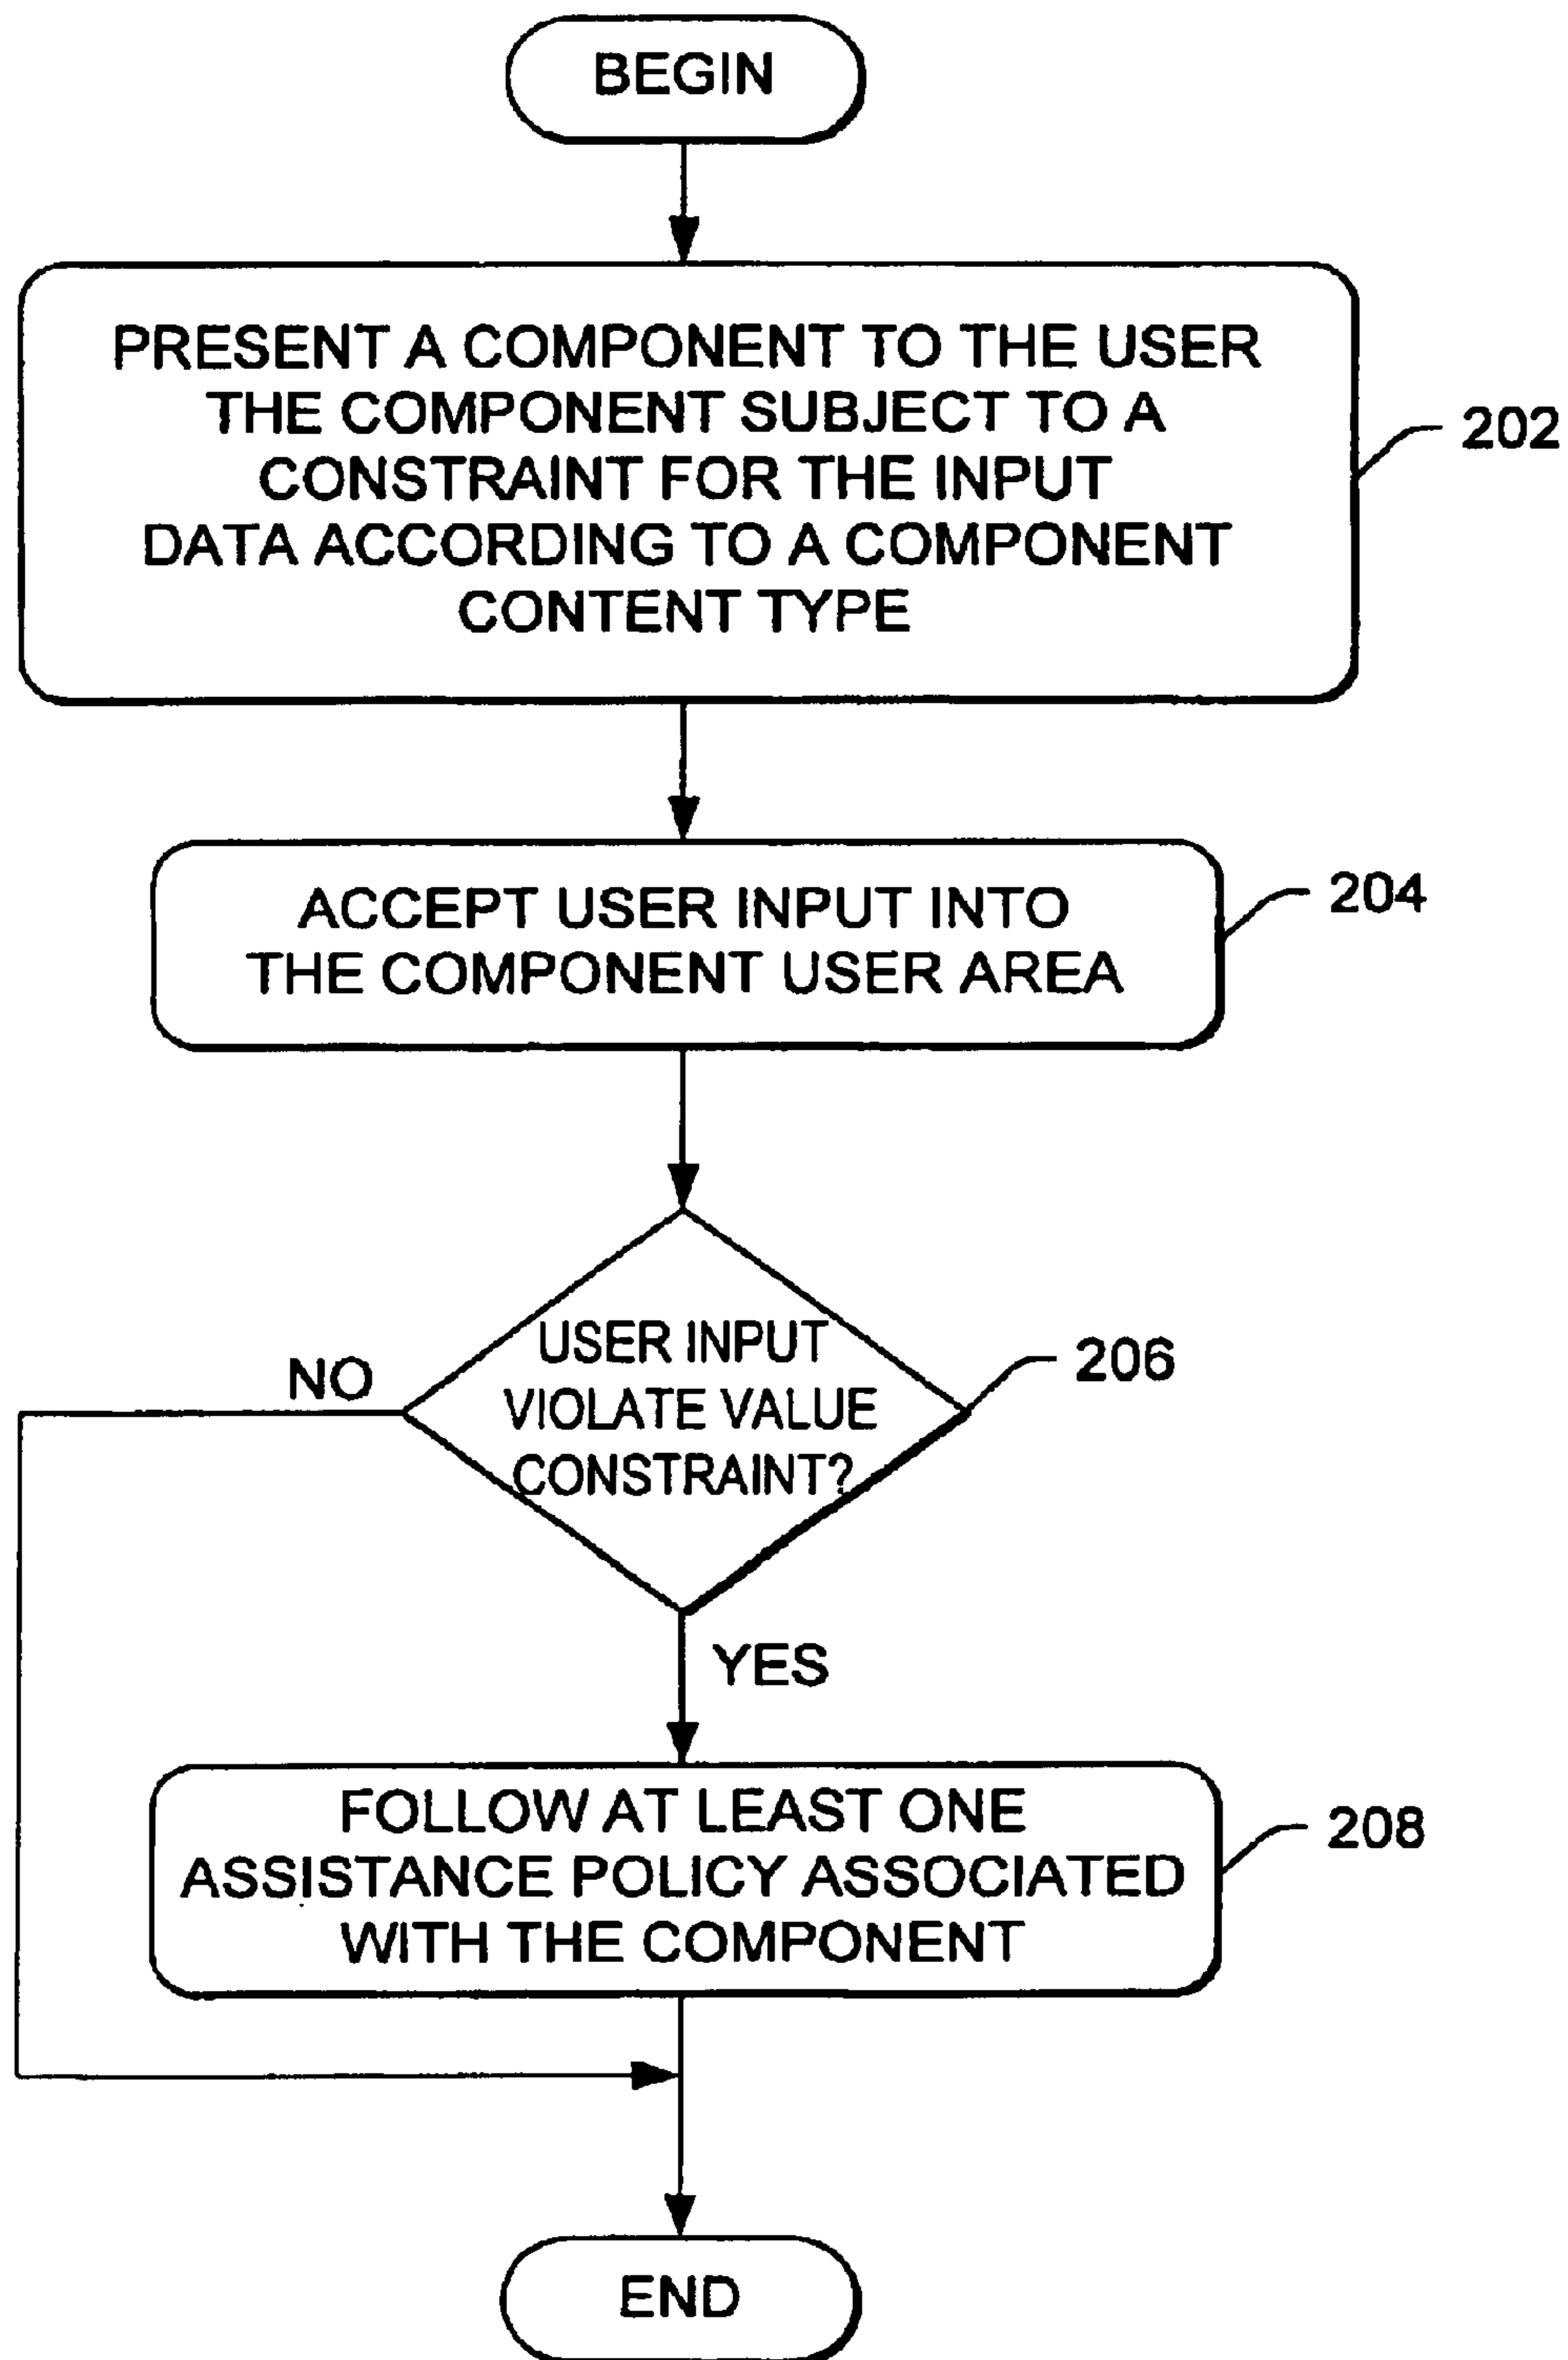 BEGIN
PRESENT A COMPONENT TO THE USER
THE COMPONENT SUBJECT TO A
CONSTRAINT FOR THE INPUT
DATA ACCORDING TO A COMPONENT
CONTENT TYPE
202
ACCEPT USER INPUT INTO
THE COMPONENT USER AREA
204
USER INPUT
VIOLATE VALUE
CONSTRAINT?
206
NO
YES
FOLLOW AT LEAST ONE
ASSISTANCE POLICY ASSOCIATED
WITH THE COMPONENT
208
END